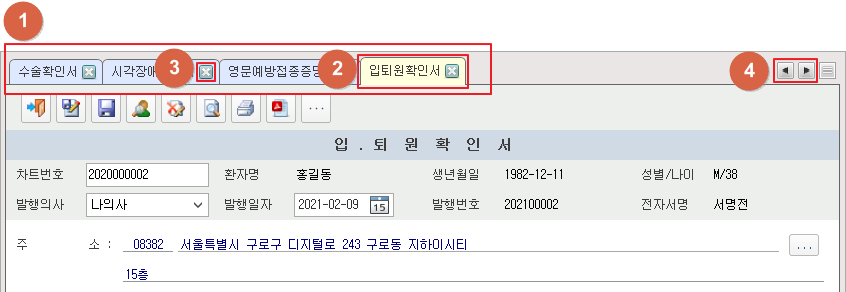 1
수술확인서
시각장애
3
영문예방접종증명
2
입퇴원확인서
4
입 . 퇴 원 확 인 서
차트번호 2020000002 환자명 홍길동 생년월일 1982-12-11 성별/나이 M/38
발행의사 나의사 발행일자 2021-02-09 15 발행번호 202100002 전자서명 서명전
주 소 : 08382 서울특별시 구로구 디지털로 243 구로동 지하이시티 ...
15층